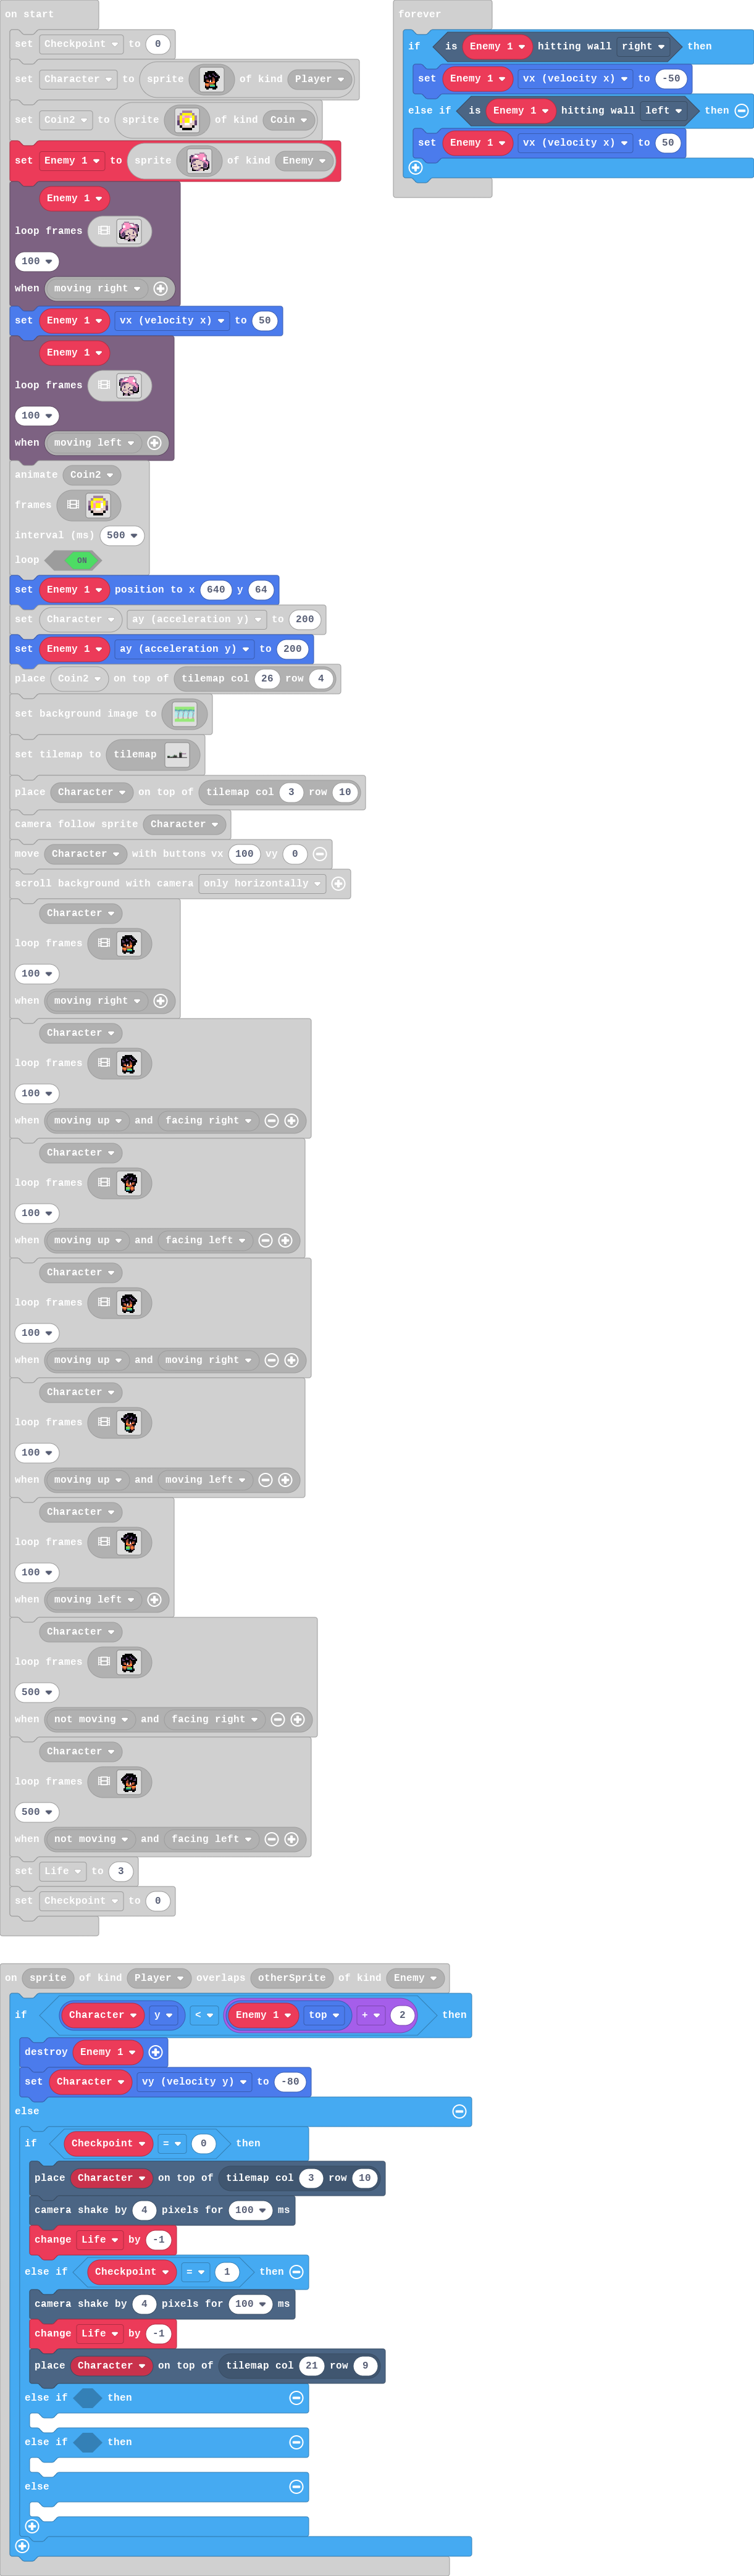 on start
set Checkpoint to 0
set Character to sprite of kind Player
set Coin2 to sprite of kind Coin
set Enemy 1 to sprite of kind Enemy
Enemy 1
loop frames
100
when moving right
set Enemy 1 vx (velocity x) to 50
Enemy 1
loop frames
100
when moving left
animate Coin2
frames
interval (ms) 500
loop ON
set Enemy 1 position to x 640 y 64
set Character ay (acceleration y) to 200
set Enemy 1 ay (acceleration y) to 200
place Coin2 on top of tilemap col 26 row 4
set background image to
set tilemap to tilemap
place Character on top of tilemap col 3 row 10
camera follow sprite Character
move Character with buttons vx 100 vy 0
scroll background with camera only horizontally
Character
loop frames
100
when moving right
Character
loop frames
100
when moving up and facing right
Character
loop frames
100
when moving up and facing left
Character
loop frames
100
when moving up and moving right
Character
loop frames
100
when moving up and moving left
Character
loop frames
100
when moving left
Character
loop frames
500
when not moving and facing right
Character
loop frames
500
when not moving and facing left
set Life to 3
set Checkpoint to 0
forever
if is Enemy 1 hitting wall right then
set Enemy 1 vx (velocity x) to -50
else if is Enemy 1 hitting wall left then
set Enemy 1 vx (velocity x) to 50
on sprite of kind Player overlaps otherSprite of kind Enemy
if Character y < Enemy 1 top + 2 then
destroy Enemy 1
set Character vy (velocity y) to -80
else
if Checkpoint = 0 then
place Character on top of tilemap col 3 row 10
camera shake by 4 pixels for 100 ms
change Life by -1
else if Checkpoint = 1 then
camera shake by 4 pixels for 100 ms
change Life by -1
place Character on top of tilemap col 21 row 9
else if then
else if then
else